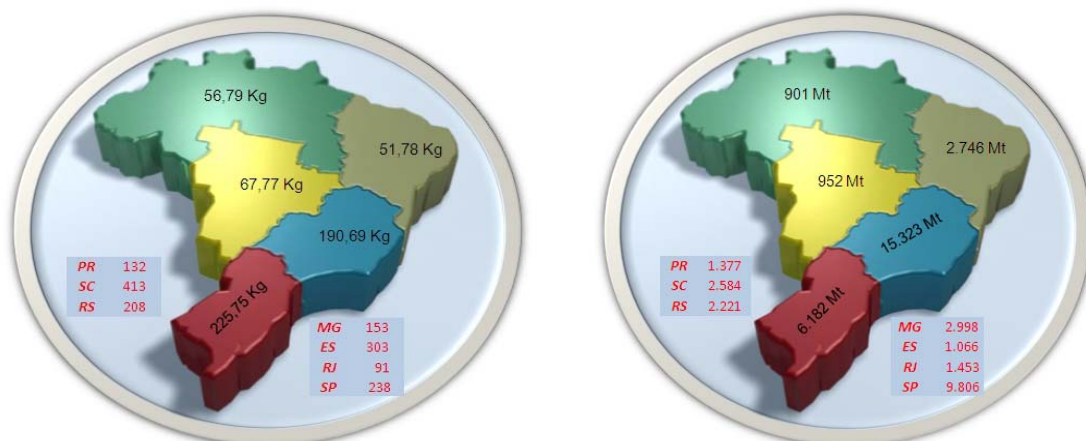 56,79 Kg
51,78 Kg
67,77 Kg
190,69 Kg
225,75 Kg
PR 132
SC 413
RS 208
MG 153
ES 303
RJ 91
SP 238
901 Mt
2.746 Mt
952 Mt
15.323 Mt
6.182 Mt
PR 1.377
SC 2.584
RS 2.221
MG 2.998
ES 1.066
RJ 1.453
SP 9.806